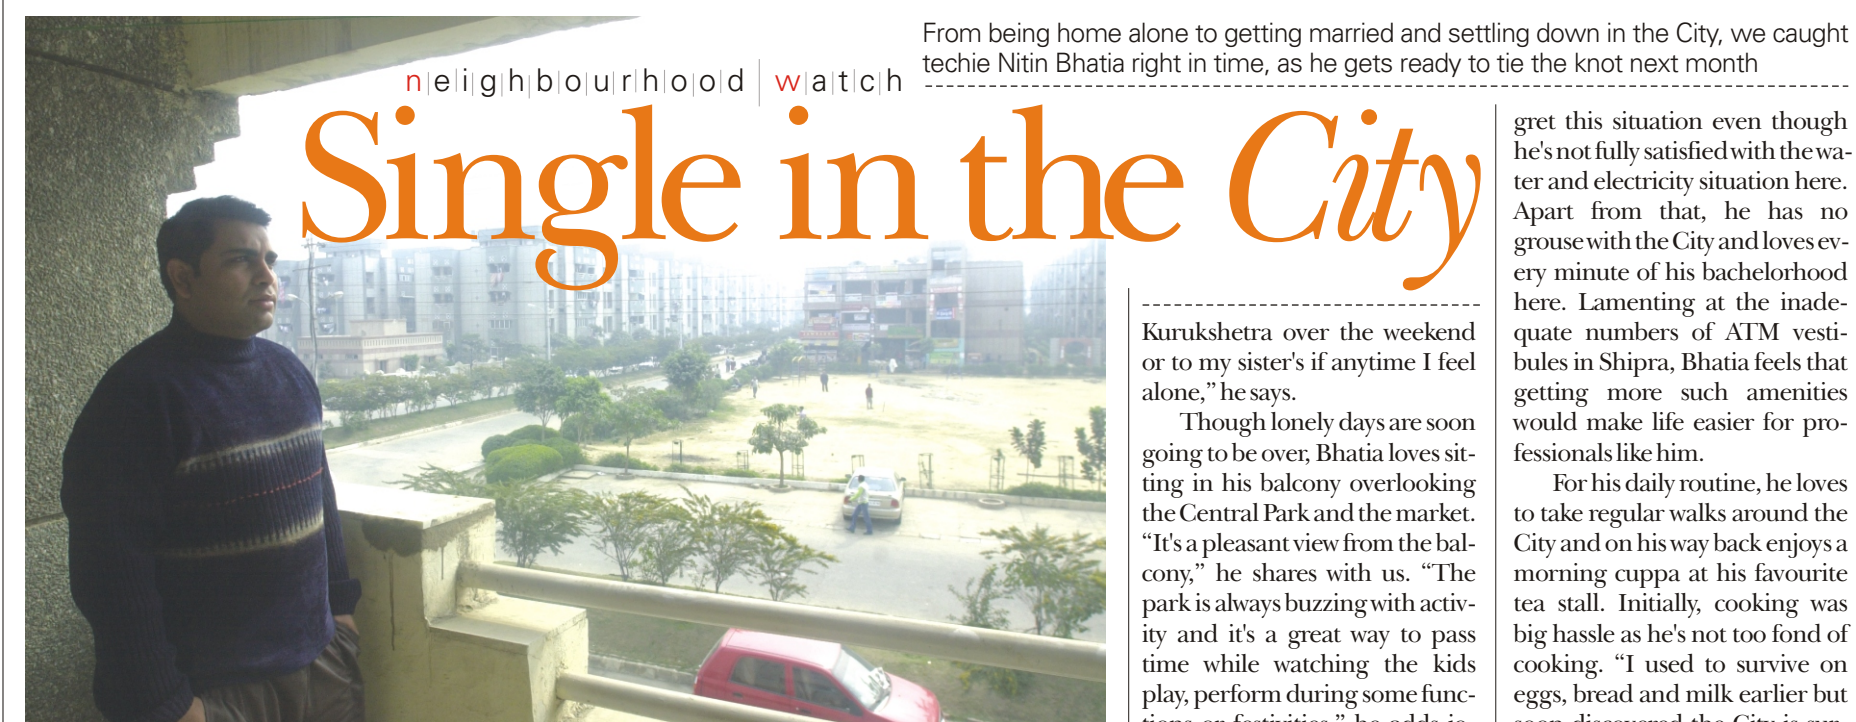 From being home alone to getting married and settling down in the City, we caught
techie Nitin Bhatia right in time, as he gets ready to tie the knot next month
neighbourhood watch
Single in the City
Kurukshetra over the weekend
or to my sister's if anytime I feel
alone,” he says.
Though lonely days are soon
going to be over, Bhatia loves sit-
ting in his balcony overlooking
the Central Park and the market.
“It's a pleasant view from the bal-
cony,” he shares with us. “The
park is always buzzing with activ-
ity and it's a great way to pass
time while watching the kids
play, perform during some func-
tions or festivities,” he adds
gret this situation even though
he's not fully satisfied with the wa-
ter and electricity situation here.
Apart from that, he has no
grouse with the City and loves ev-
ery minute of his bachelorhood
here. Lamenting at the inade-
quate numbers of ATM vesti-
bules in Shipra, Bhatia feels that
getting more such amenities
would make life easier for pro-
fessionals like him.
For his daily routine, he loves
to take regular walks around the
City and on his way back enjoys a
morning cuppa at his favourite
tea stall. Initially, cooking was
big hassle as he's not too fond of
cooking. “I used to survive on
eggs, bread and milk earlier but
soon discovered the City is